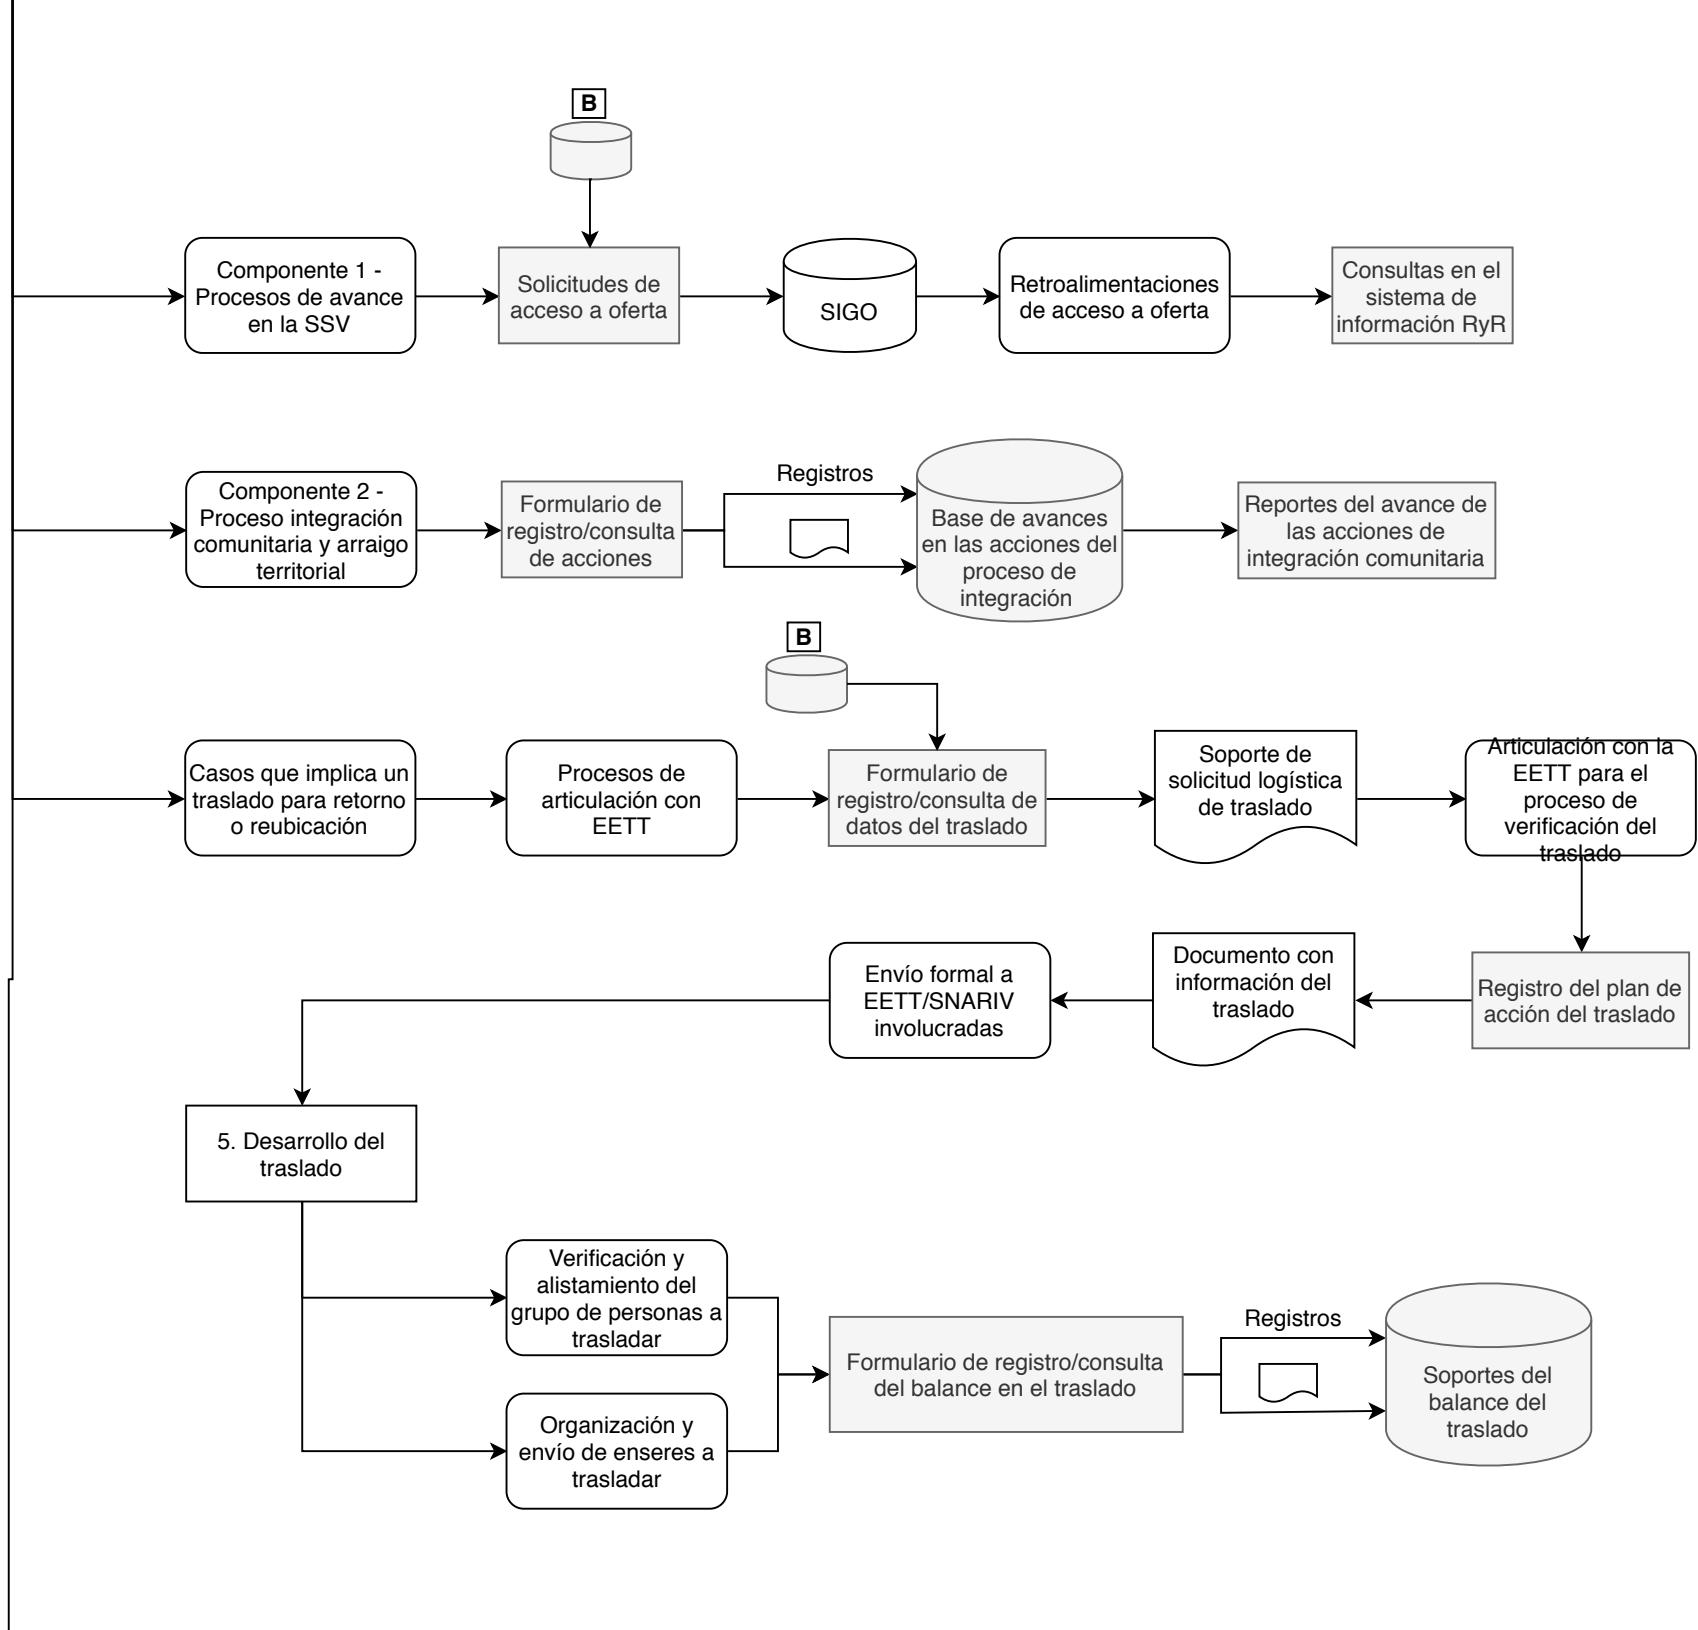 B
Componente 1 -
Procesos de avance
en la SSV
Solicitudes de
acceso a oferta
SIGO
Retroalimentaciones
de acceso a oferta
Consultas en el
sistema de
información RyR
Componente 2 -
Proceso integración
comunitaria y arraigo
territorial
Formulario de
registro/consulta
de acciones
Registros
Base de avances
en las acciones del
proceso de
integración
Reportes del avance de
las acciones de
integración comunitaria
B
Casos que implica un
traslado para retorno
o reubicación
Procesos de
articulación con
EETT
Formulario de
registro/consulta de
datos del traslado
Soporte de
solicitud logística
de traslado
Articulación con la
EETT para el
proceso de
verificación del
traslado
Envío formal a
EETT/SNARIV
involucradas
Documento con
información del
traslado
Registro del plan de
acción del traslado
5. Desarrollo del
traslado
Verificación y
alistamiento del
grupo de personas a
trasladar
Organización y
envío de enseres a
trasladar
Formulario de registro/consulta
del balance en el traslado
Registros
Soportes del
balance del
traslado